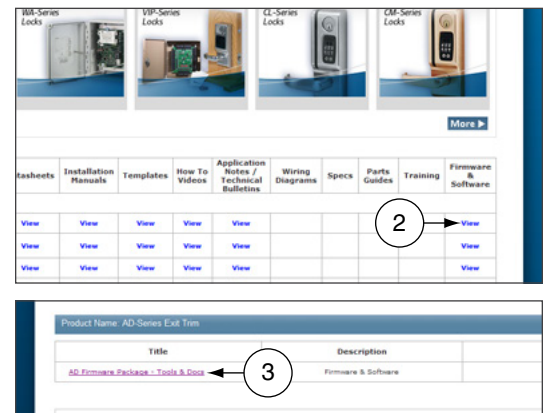 WA-Series
Locks
VIP-Series
Locks
CL-Series
Locks
CM-Series
Locks
More
tasheets
Installation
Manuals
Templates
How To
Videos
Application
Notes /
Technical
Bulletins
Wiring
Diagrams
Specs
Parts
Guides
Training
Firmware
&
Software
View View View View View 2 View
View View View View View View
View View View View View View
Product Name: AD-Series Exit Trim
Title Description
AD Firmware Package - Tools & Docs 3 Firmware & Software